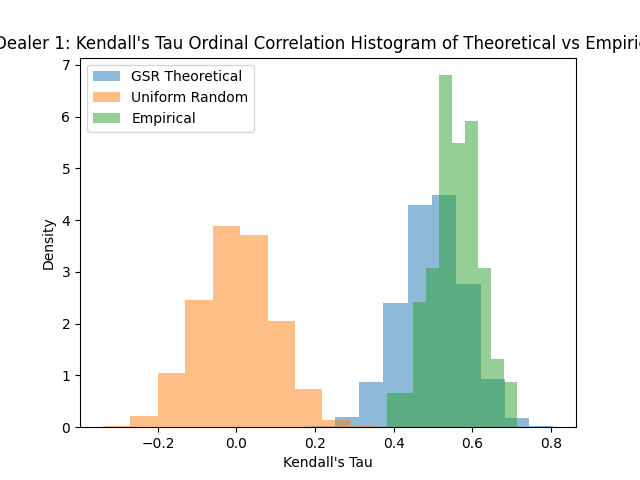 Dealer 1: Kendall's Tau Ordinal Correlation Histogram of Theoretical vs
GSR Theoretical
Uniform Random
Empirical
7
6
5
4
3
2
1
0
Density
−0.2
0.0
0.2
0.4
0.6
0.8
Kendall's Tau